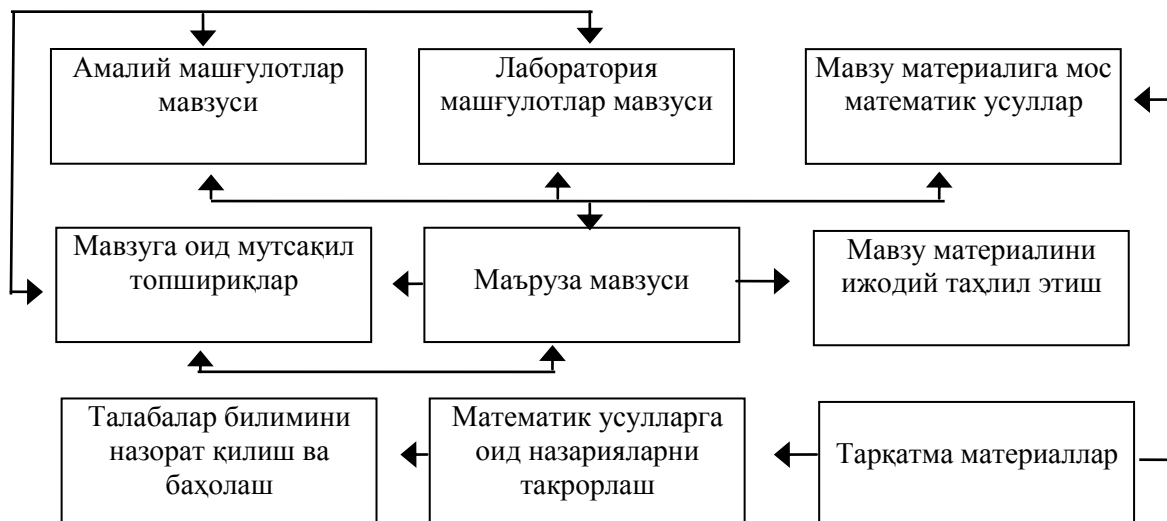 Амалий машғулотлар
мавзуси
Лаборатория
машғулотлар мавзуси
Мавзу материалига мос
математик усуллар
Мавзуга оид мутсақил
топшириқлар
Маъруза мавзуси
Мавзу материалини
ижодий таҳлил этиш
Талабалар билимини
назорат қилиш ва
баҳолаш
Математик усулларга
оид назарияларни
такрорлаш
Тарқатма материаллар